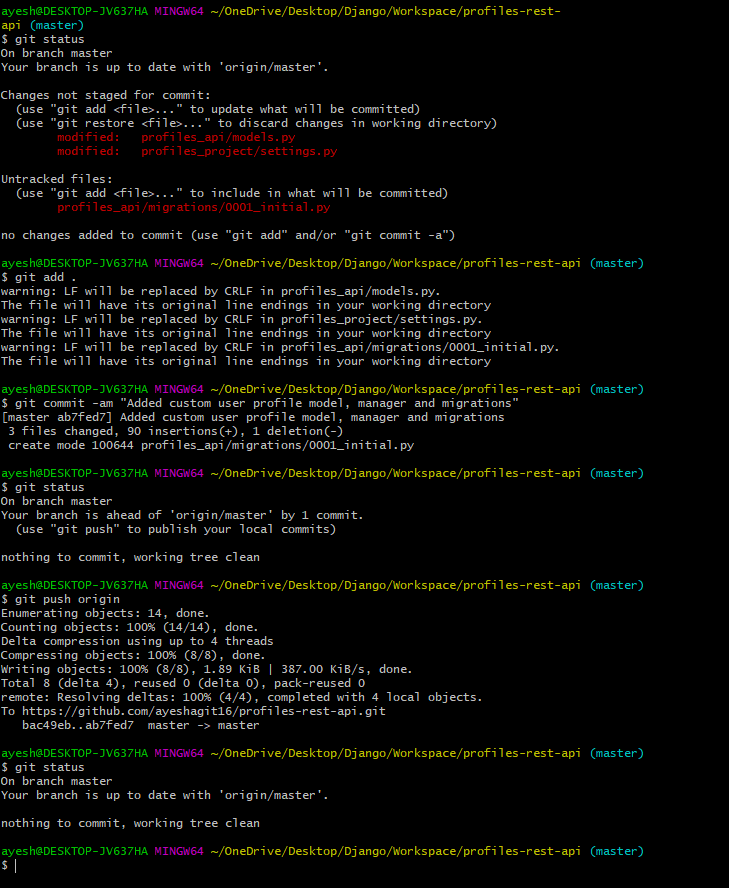 ayesh@DESKTOP-JV637HA MINGW64 ~/OneDrive/Desktop/Django/Workspace/profiles-rest-
api (master)
$ git status
On branch master
Your branch is up to date with 'origin/master'.
Changes not staged for commit:
(use "git add <file>..." to update what will be committed)
(use "git restore <file>..." to discard changes in working directory)
modified: profiles_api/models.py
modified: profiles_project/settings.py
Untracked files:
(use "git add <file>..." to include in what will be committed)
profiles_api/migrations/0001_initial.py
no changes added to commit (use "git add" and/or "git commit -a")
ayesh@DESKTOP-JV637HA MINGW64 ~/OneDrive/Desktop/Django/Workspace/profiles-rest-api (master)
$ git add .
warning: LF will be replaced by CRLF in profiles_api/models.py.
The file will have its original line endings in your working directory
warning: LF will be replaced by CRLF in profiles_project/settings.py.
The file will have its original line endings in your working directory
warning: LF will be replaced by CRLF in profiles_api/migrations/0001_initial.py.
The file will have its original line endings in your working directory
ayesh@DESKTOP-JV637HA MINGW64 ~/OneDrive/Desktop/Django/Workspace/profiles-rest-api (master)
$ git commit -am "Added custom user profile model, manager and migrations"
[master ab7fed7] Added custom user profile model, manager and migrations
3 files changed, 90 insertions(+), 1 deletion(-)
create mode 100644 profiles_api/migrations/0001_initial.py
ayesh@DESKTOP-JV637HA MINGW64 ~/OneDrive/Desktop/Django/Workspace/profiles-rest-api (master)
$ git status
On branch master
Your branch is ahead of 'origin/master' by 1 commit.
(use "git push" to publish your local commits)
nothing to commit, working tree clean
ayesh@DESKTOP-JV637HA MINGW64 ~/OneDrive/Desktop/Django/Workspace/profiles-rest-api (master)
$ git push origin
Enumerating objects: 14, done.
Counting objects: 100% (14/14), done.
Delta compression using up to 4 threads
Compressing objects: 100% (8/8), done.
Writing objects: 100% (8/8), 1.89 KiB | 387.00 KiB/s, done.
Total 8 (delta 4), reused 0 (delta 0), pack-reused 0
remote: Resolving deltas: 100% (4/4), completed with 4 local objects.
To https://github.com/ayeshagit16/profiles-rest-api.git
bac49eb..ab7fed7 master -> master
ayesh@DESKTOP-JV637HA MINGW64 ~/OneDrive/Desktop/Django/Workspace/profiles-rest-api (master)
$ git status
On branch master
Your branch is up to date with 'origin/master'.
nothing to commit, working tree clean
ayesh@DESKTOP-JV637HA MINGW64 ~/OneDrive/Desktop/Django/Workspace/profiles-rest-api (master)
$